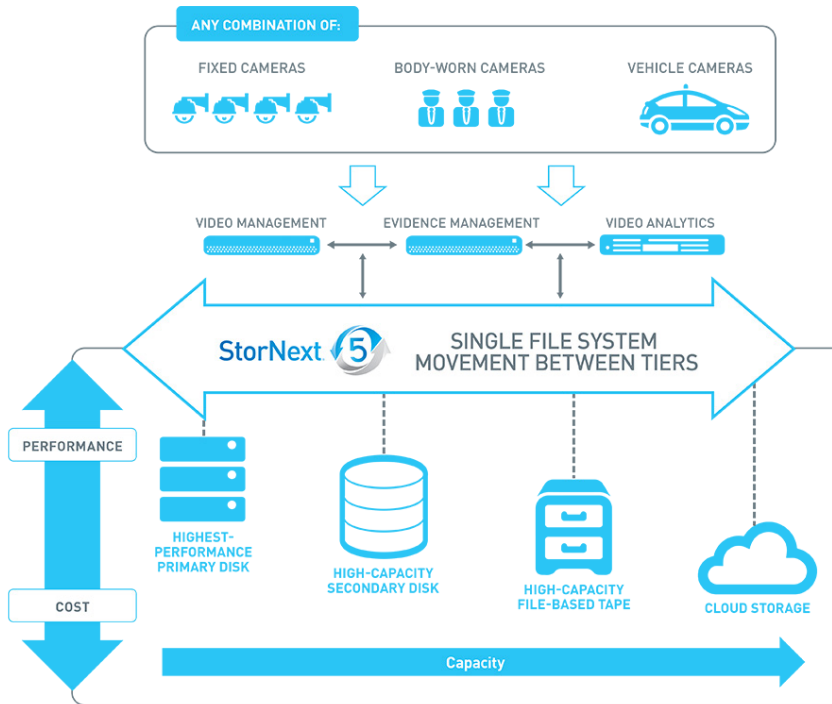 ANY COMBINATION OF:
FIXED CAMERAS
BODY-WORN CAMERAS
VEHICLE CAMERAS
VIDEO MANAGEMENT
EVIDENCE MANAGEMENT
VIDEO ANALYTICS
StorNext 5
SINGLE FILE SYSTEM
MOVEMENT BETWEEN TIERS
PERFORMANCE
COST
HIGHEST-
PERFORMANCE
PRIMARY DISK
HIGH-CAPACITY
SECONDARY DISK
HIGH-CAPACITY
FILE-BASED TAPE
CLOUD STORAGE
Capacity